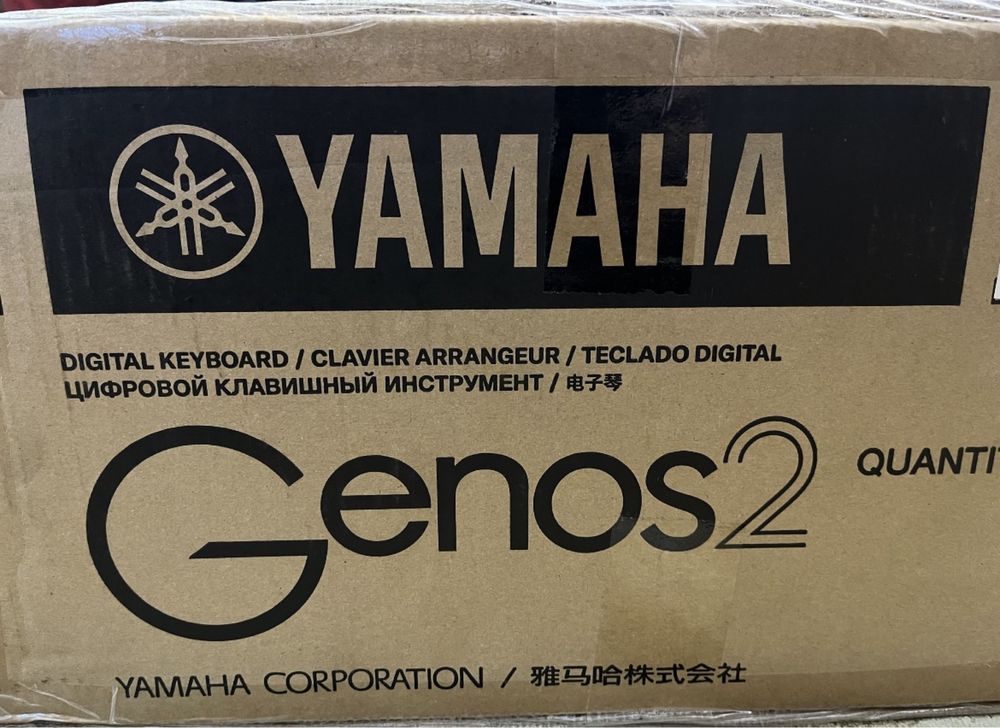 YAMAHA
DIGITAL KEYBOARD / CLAVIER ARRANGEUR / TECLADO DIGITAL
ЦИФРОВОЙ КЛАВИШНЫЙ ИНСТРУМЕНТ / 电子琴
Genos2
YAMAHA CORPORATION / 雅马哈株式会社